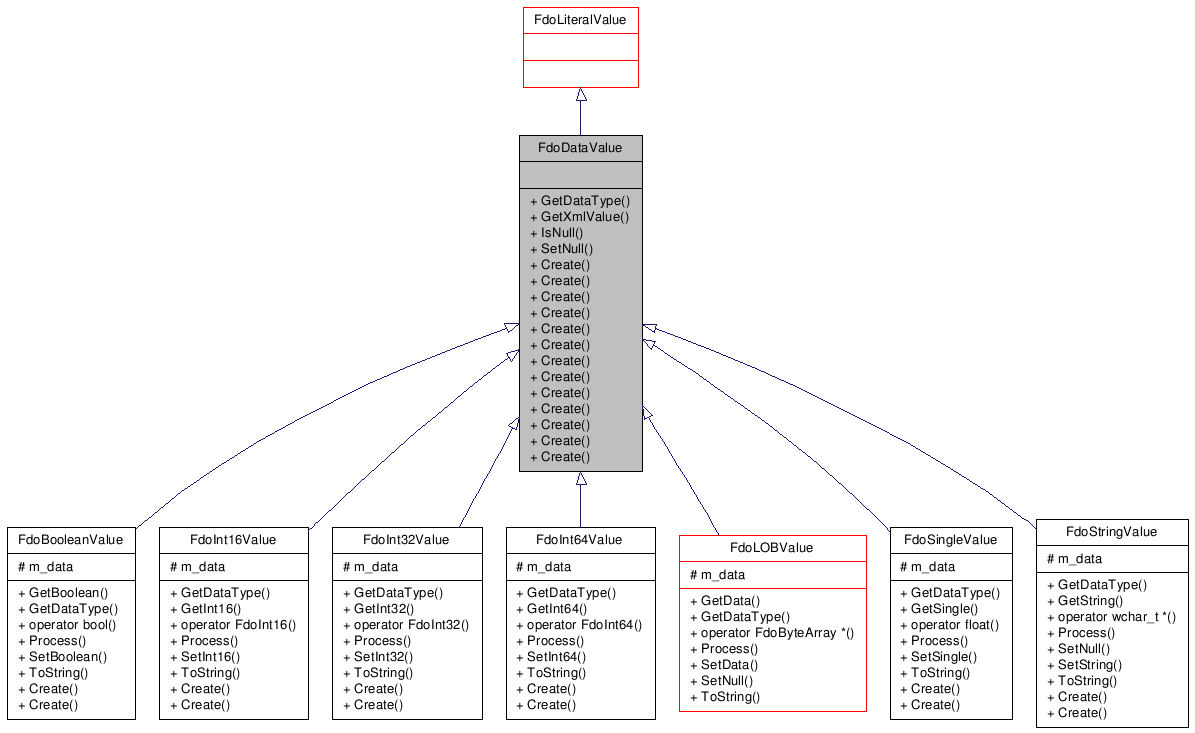 FdoLiteralValue
FdoDataValue
+ GetDataType()
+ GetXmlValue()
+ IsNull()
+ SetNull()
+ Create()
+ Create()
+ Create()
+ Create()
+ Create()
+ Create()
+ Create()
+ Create()
+ Create()
+ Create()
+ Create()
+ Create()
+ Create()
FdoBooleanValue
# m_data
+ GetBoolean()
+ GetDataType()
+ operator bool()
+ Process()
+ SetBoolean()
+ ToString()
+ Create()
+ Create()
FdoInt16Value
# m_data
+ GetDataType()
+ GetInt16()
+ operator FdoInt16()
+ Process()
+ SetInt16()
+ ToString()
+ Create()
+ Create()
FdoInt32Value
# m_data
+ GetDataType()
+ GetInt32()
+ operator FdoInt32()
+ Process()
+ SetInt32()
+ ToString()
+ Create()
+ Create()
FdoInt64Value
# m_data
+ GetDataType()
+ GetInt64()
+ operator FdoInt64()
+ Process()
+ SetInt64()
+ ToString()
+ Create()
+ Create()
FdoLOBValue
# m_data
+ GetData()
+ GetDataType()
+ operator FdoByteArray *()
+ Process()
+ SetData()
+ SetNull()
+ ToString()
FdoSingleValue
# m_data
+ GetDataType()
+ GetSingle()
+ operator float()
+ Process()
+ SetSingle()
+ ToString()
+ Create()
+ Create()
FdoStringValue
# m_data
+ GetDataType()
+ GetString()
+ operator wchar_t *()
+ Process()
+ SetNull()
+ SetString()
+ ToString()
+ Create()
+ Create()